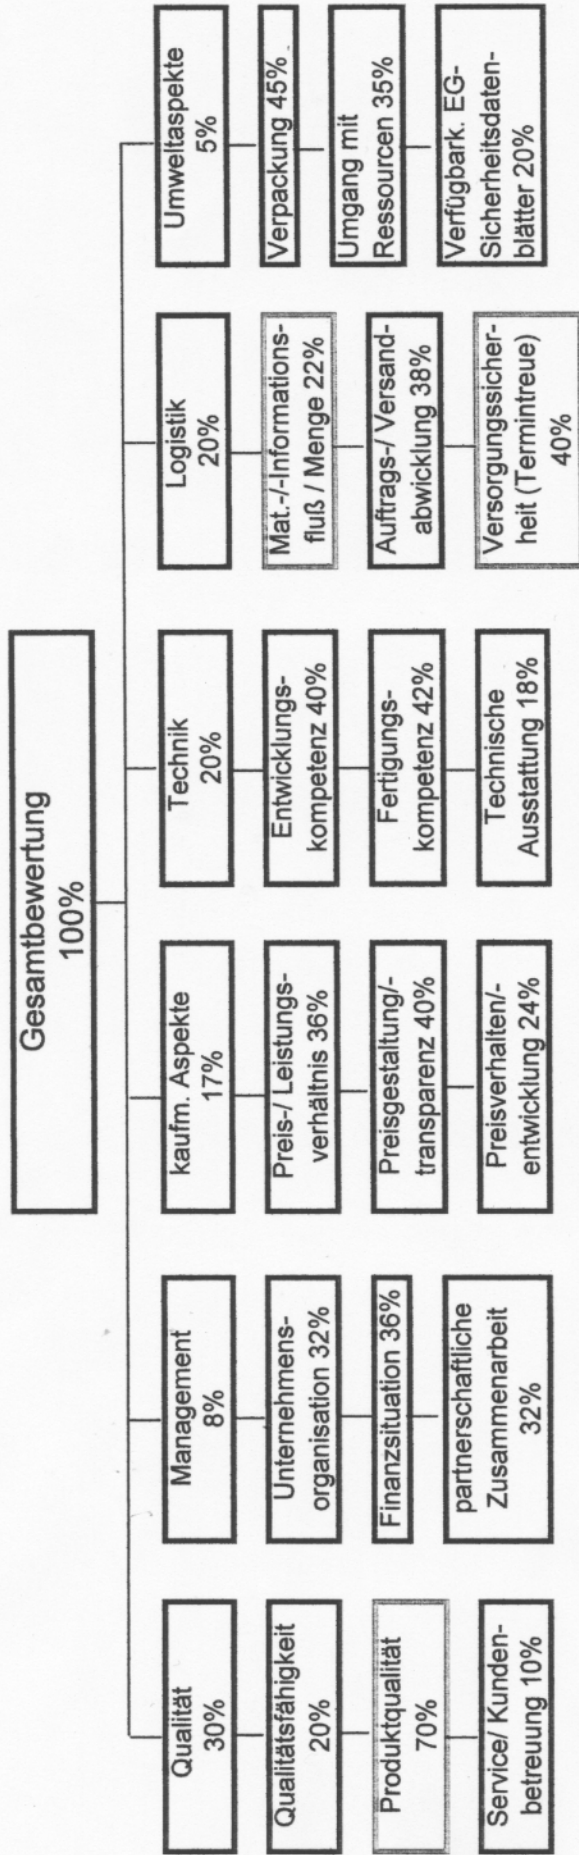 Gesamtbewertung
100%
Qualität
30%
Qualitätsfähigkeit
20%
Produktqualität
70%
Service/ Kunden-
betreuung 10%
Management
8%
Unternehmens-
organisation 32%
Finanzsituation 36%
partnerschaftliche
Zusammenarbeit
32%
kaufm. Aspekte
17%
Preis-/ Leistungs-
verhältnis 36%
Preisgestaltung/-
transparenz 40%
Preisverhalten/-
entwicklung 24%
Technik
20%
Entwicklungs-
kompetenz 40%
Fertigungs-
kompetenz 42%
Technische
Ausstattung 18%
Logistik
20%
Mat.-/-Informations-
fluß / Menge 22%
Auftrags-/ Versand-
abwicklung 38%
Versorgungssicher-
heit (Termintreue)
40%
Umweltaspekte
5%
Verpackung 45%
Umgang mit
Ressourcen 35%
Verfügbark. EG-
Sicherheitsdaten-
blätter 20%